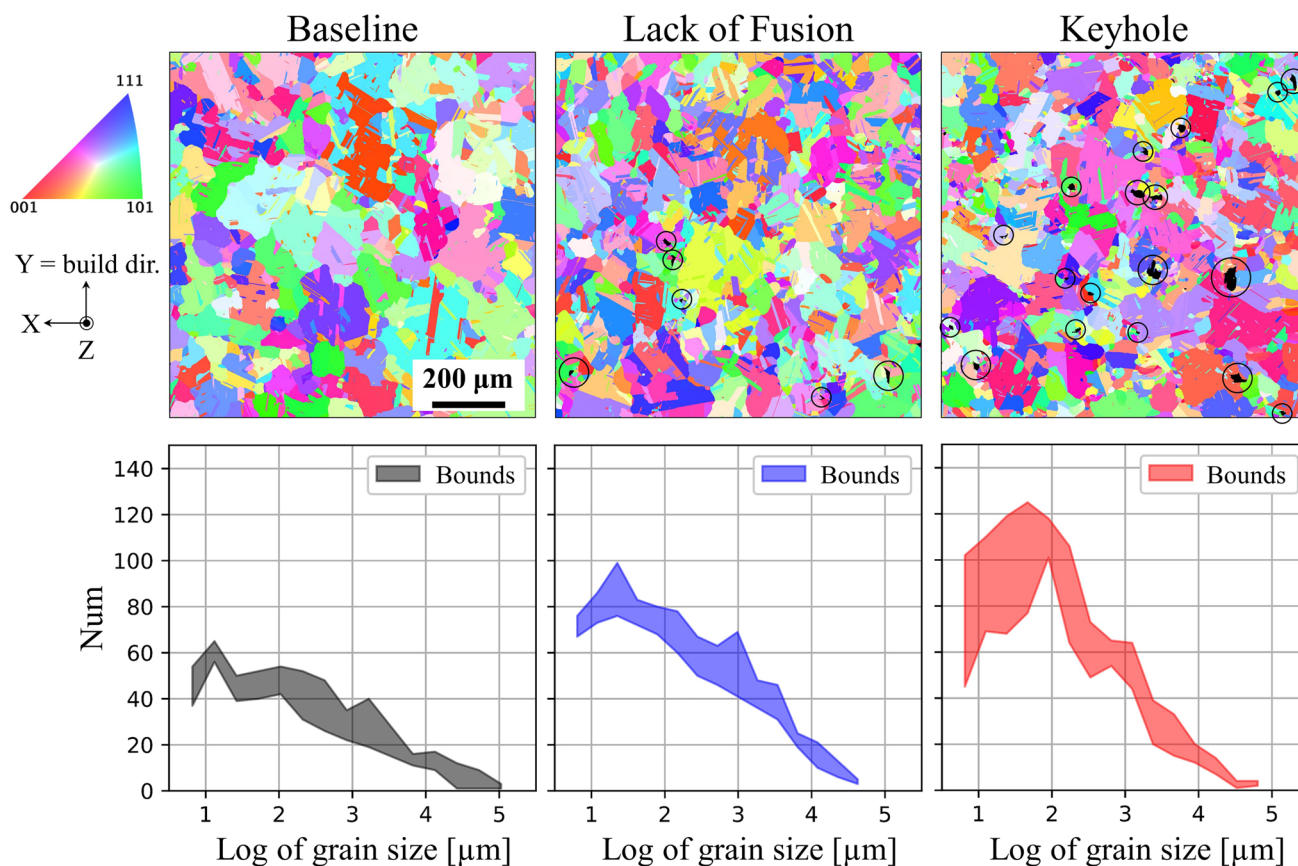 Baseline
Lack of Fusion
Keyhole
111
001
101
Y = build dir.
X
Z
200 μm
Bounds
Bounds
Bounds
Num
140
120
100
80
60
40
20
0
1 2 3 4 5
1 2 3 4 5
1 2 3 4 5
Log of grain size [μm]
Log of grain size [μm]
Log of grain size [μm]